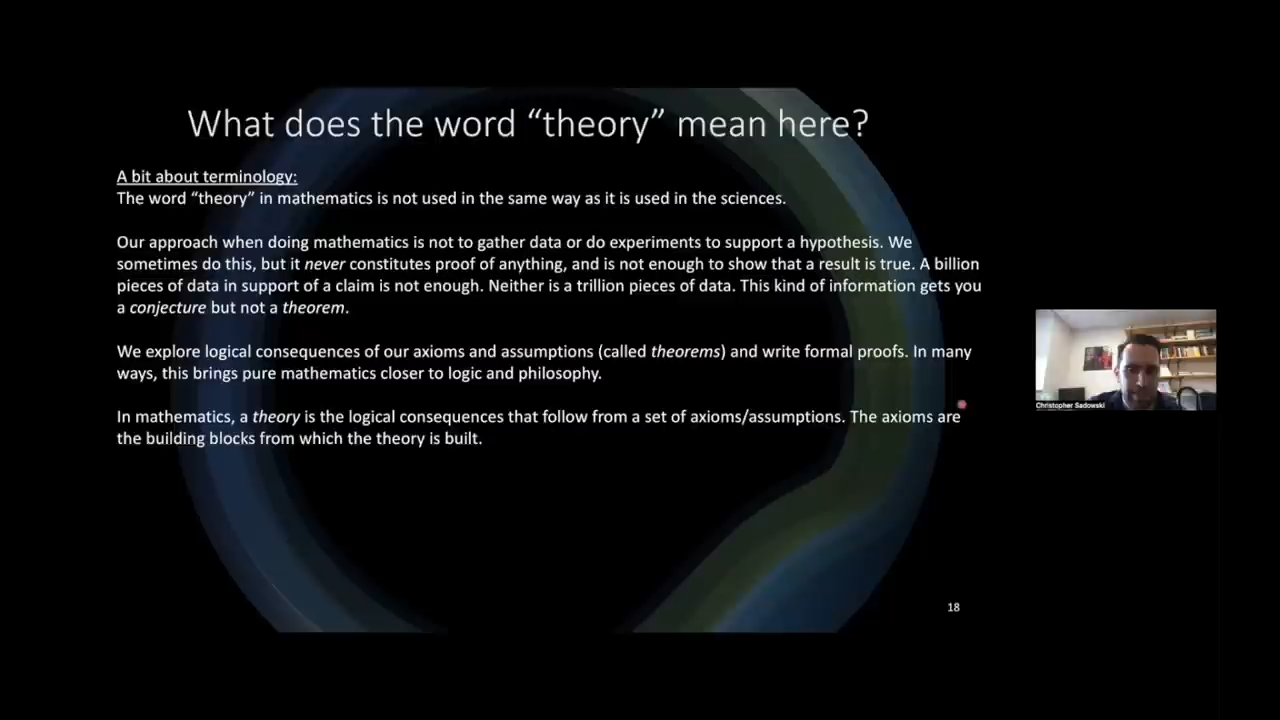 What does the word “theory” mean here?
A bit about terminology:
The word “theory” in mathematics is not used in the same way as it is used in the sciences.
Our approach when doing mathematics is not to gather data or do experiments to support a hypothesis. We
sometimes do this, but it never constitutes proof of anything, and is not enough to show that a result is true. A billion
pieces of data in support of a claim is not enough. Neither is a trillion pieces of data. This kind of information gets you
a conjecture but not a theorem.
We explore logical consequences of our axioms and assumptions (called theorems) and write formal proofs. In many
ways, this brings pure mathematics closer to logic and philosophy.
In mathematics, a theory is the logical consequences that follow from a set of axioms/assumptions. The axioms are
the building blocks from which the theory is built.
Christopher Sadowski
18